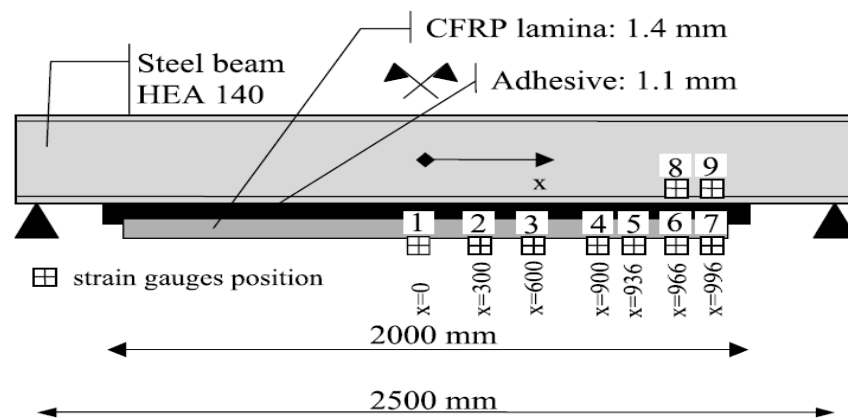 CFRP lamina: 1.4 mm
Steel beam
HEA 140
Adhesive: 1.1 mm
x
8 9
1 2 3 4 5 6 7
strain gauges position
x=0
x=300
x=600
x=900
x=936
x=966
x=996
2000 mm
2500 mm